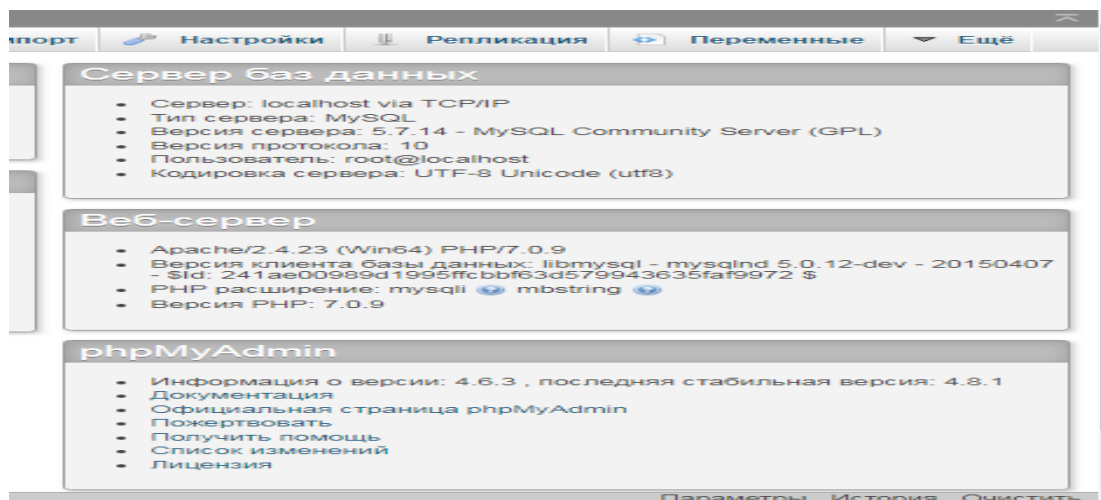 мпорт Настройки Репликация Переменные Ещё
Сервер баз данных
Сервер: localhost via TCP/IP
Тип сервера: MySQL
Версия сервера: 5.7.14 - MySQL Community Server (GPL)
Версия протокола: 10
Пользователь: root@localhost
Кодировка сервера: UTF-8 Unicode (utf8)
Веб-сервер
Apache/2.4.23 (Win64) PHP/7.0.9
Версия клиента базы данных: libmysql - mysqlnd 5.0.12-dev - 20150407
- $Id: 241ae00989d1995ffcbbf63d579943635faf9972 $
PHP расширение: mysqli mbstring
Версия PHP: 7.0.9
phpMyAdmin
Информация о версии: 4.6.3 , последняя стабильная версия: 4.8.1
Документация
Официальная страница phpMyAdmin
Пожертвовать
Получить помощь
Список изменений
Лицензия
Параметры История Очистить